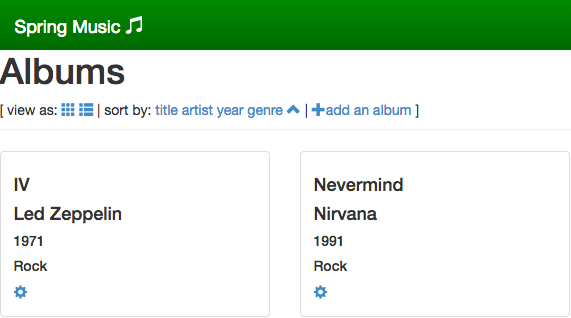 Spring Music
Albums
[ view as: | sort by: title artist year genre | add an album ]
IV
Led Zeppelin
1971
Rock
Nevermind
Nirvana
1991
Rock